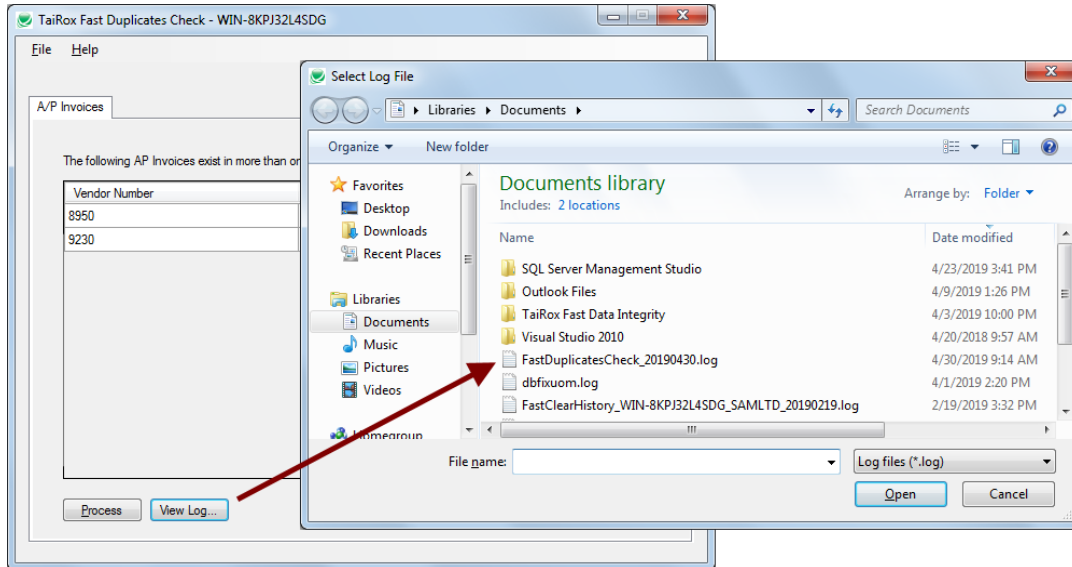 TaiRox Fast Duplicates Check - WIN-8KPJ32L4SDG
File Help
A/P Invoices
The following AP Invoices exist in more than or
Vendor Number
8950
9230
Process View Log...
Select Log File
Libraries Documents
Search Documents
Organize New folder
Favorites
Desktop
Downloads
Recent Places
Libraries
Documents
Music
Pictures
Videos
Homegroup
Documents library
Includes: 2 locations
Arrange by: Folder
Name Date modified
SQL Server Management Studio 4/23/2019 3:41 PM
Outlook Files 4/9/2019 1:26 PM
TaiRox Fast Data Integrity 4/3/2019 10:00 PM
Visual Studio 2010 4/20/2018 9:57 AM
FastDuplicatesCheck_20190430.log 4/30/2019 9:14 AM
dbfixuom.log 4/1/2019 2:20 PM
FastClearHistory_WIN-8KPJ32L4SDG_SAMLTD_20190219.log 2/19/2019 3:32 PM
File name:
Log files (*.log)
Open Cancel